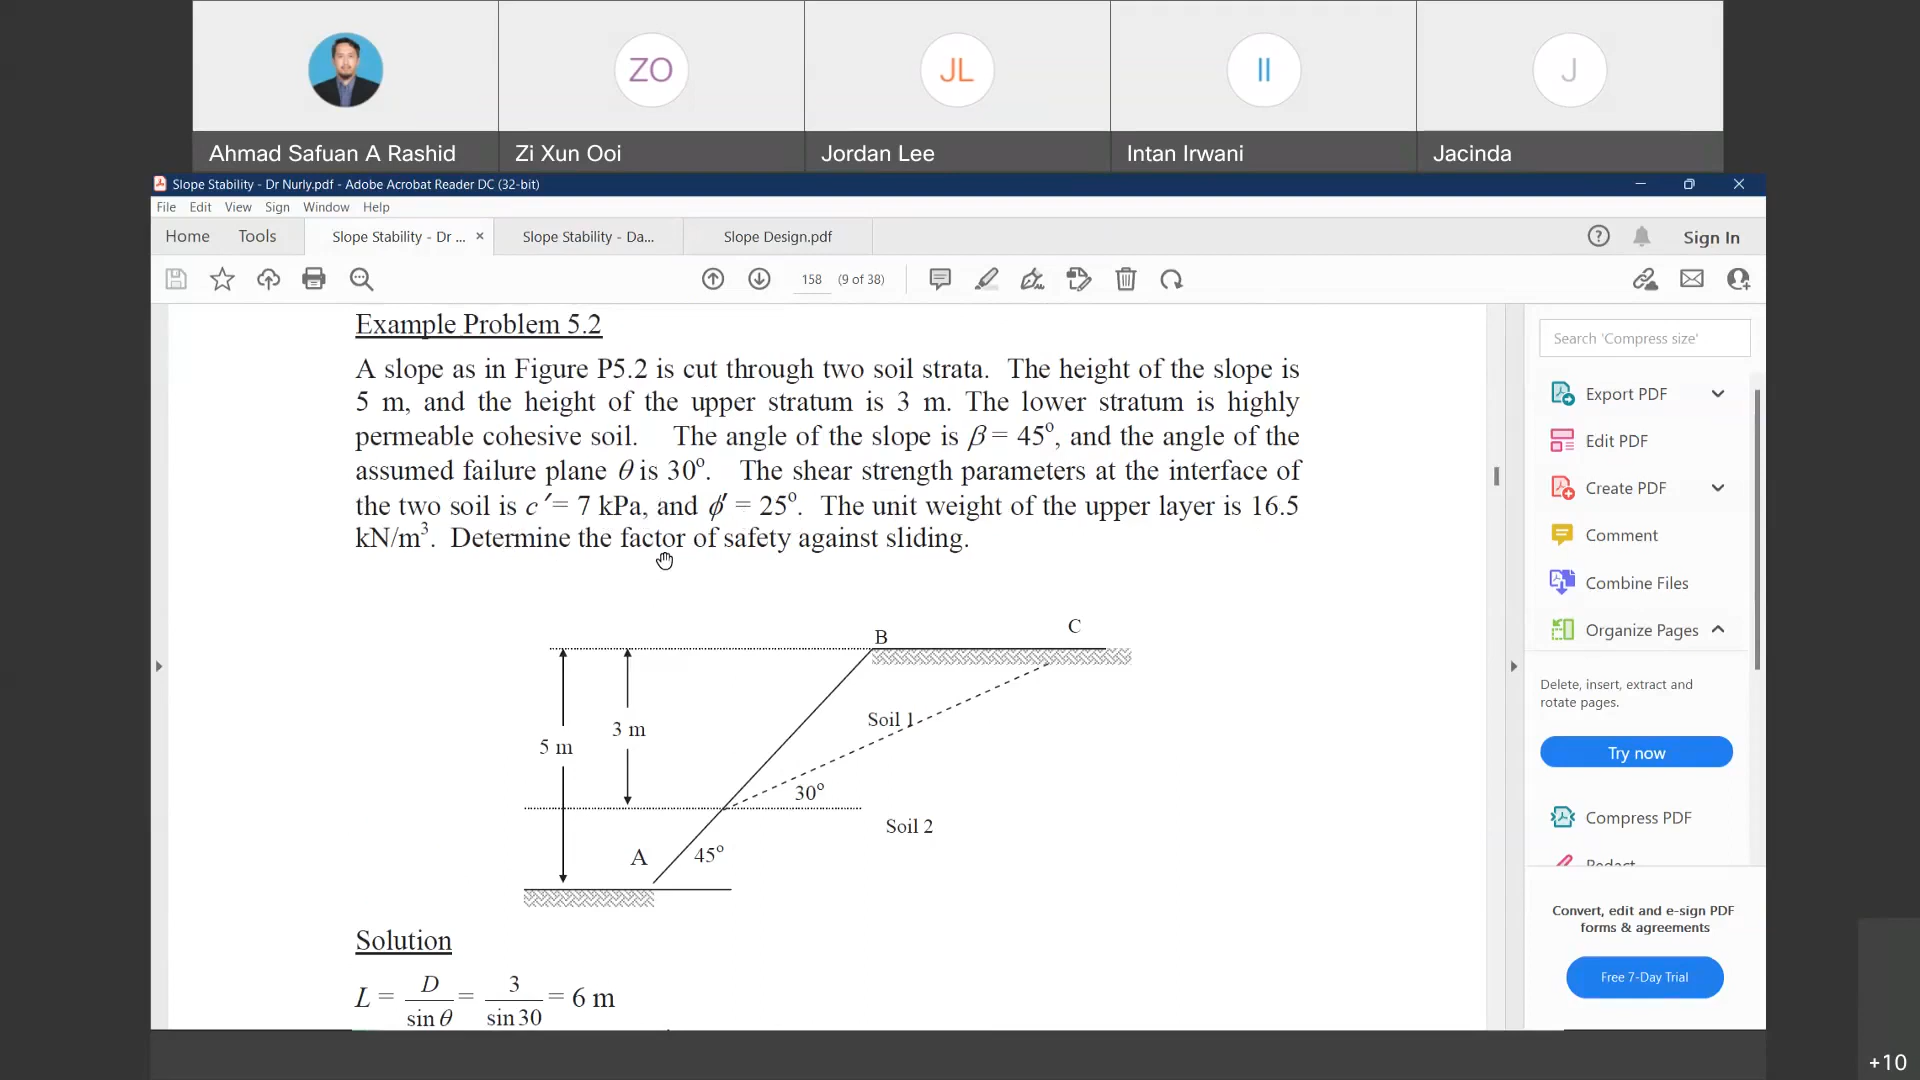 ZO
JL
II
J
Ahmad Safuan A Rashid
Zi Xun Ooi
Jordan Lee
Intan Irwani
Jacinda
Slope Stability - Dr Nurly.pdf - Adobe Acrobat Reader DC (32-bit)
File Edit View Sign Window Help
Home Tools Slope Stability - Dr ... × Slope Stability - Da... Slope Design.pdf Sign In
158 (9 of 38)
Example Problem 5.2
A slope as in Figure P5.2 is cut through two soil strata. The height of the slope is
5 m, and the height of the upper stratum is 3 m. The lower stratum is highly
permeable cohesive soil. The angle of the slope is β = 45°, and the angle of the
assumed failure plane θ is 30°. The shear strength parameters at the interface of
the two soil is c′ = 7 kPa, and ϕ′ = 25°. The unit weight of the upper layer is 16.5
kN/m³. Determine the factor of safety against sliding.
B
C
Soil 1
3 m
5 m
30°
Soil 2
A
45°
Solution
L = D / sin θ = 3 / sin 30 = 6 m
Search 'Compress size'
Export PDF
Edit PDF
Create PDF
Comment
Combine Files
Organize Pages
Delete, insert, extract and
rotate pages.
Try now
Compress PDF
Redact
Convert, edit and e-sign PDF
forms & agreements
Free 7-Day Trial
+10